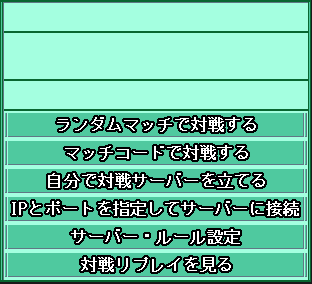 ランダムマッチで対戦する
マッチコードで対戦する
自分で対戦サーバーを立てる
IPとポートを指定してサーバーに接続
サーバー・ルール設定
対戦リプレイを見る